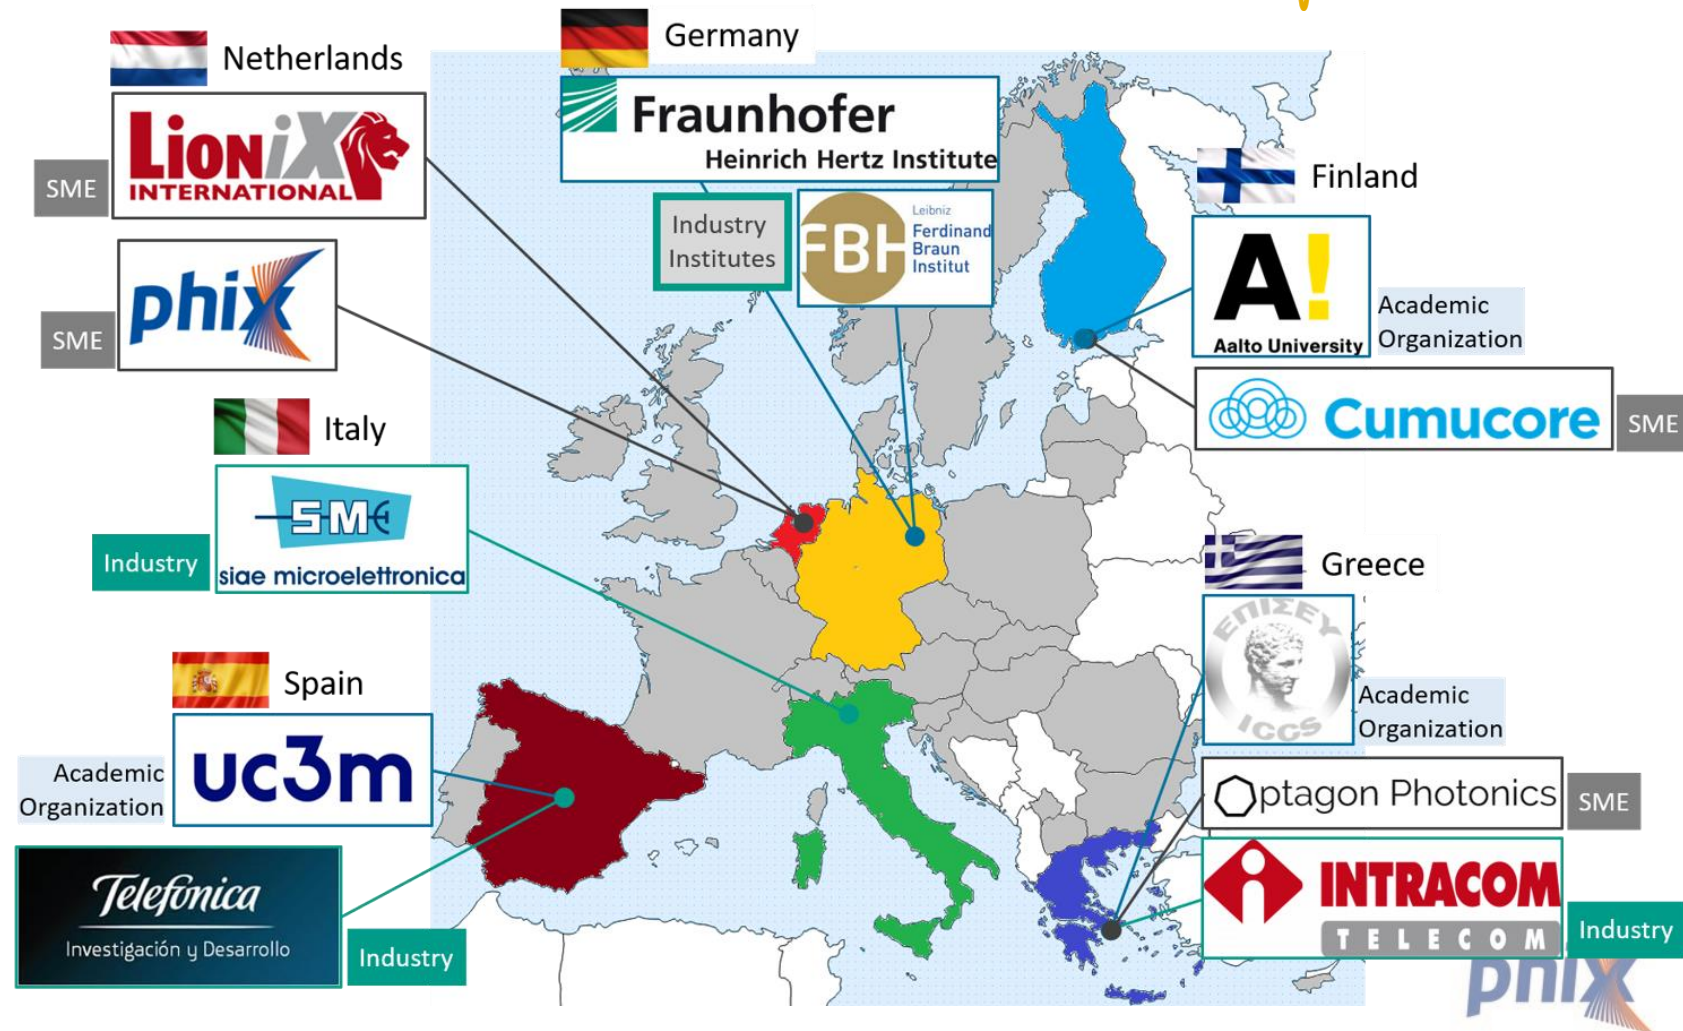 Netherlands
LioniX
INTERNATIONAL
SME
phix
SME
Germany
Fraunhofer
Heinrich Hertz Institute
Industry
Institutes
FBH
Leibniz
Ferdinand
Braun
Institut
Finland
A!
Aalto University
Academic
Organization
Cumucore
SME
Italy
SM
siae microelettronica
Industry
Spain
uc3m
Academic
Organization
Telefónica
Investigación y Desarrollo
Industry
Greece
ΕΠΙΣΕΥ
ICCS
Academic
Organization
Optagon Photonics
SME
INTRACOM
TELECOM
Industry
phix